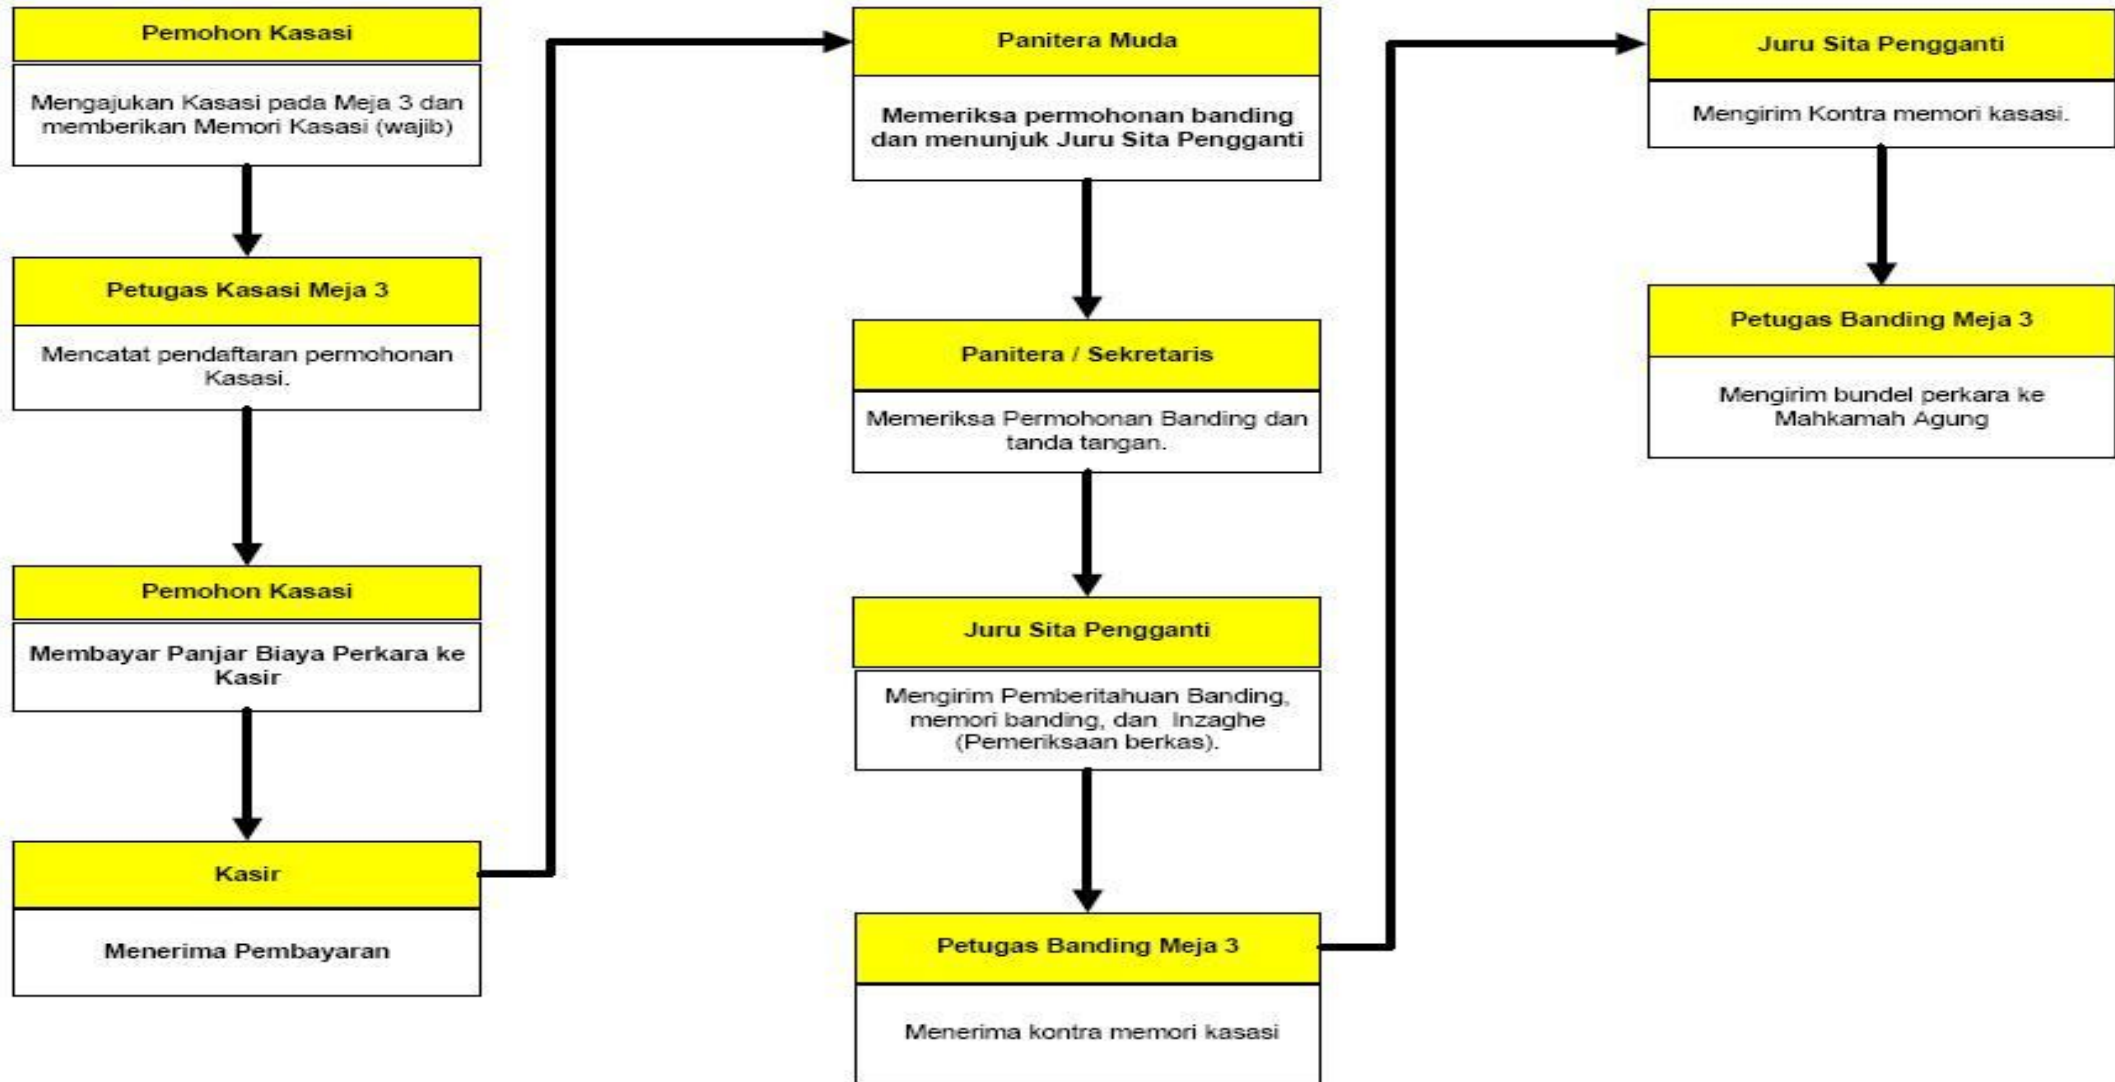 Pemohon Kasasi
Mengajukan Kasasi pada Meja 3 dan
memberikan Memori Kasasi (wajib)
Petugas Kasasi Meja 3
Mencatat pendaftaran permohonan
Kasasi.
Pemohon Kasasi
Membayar Panjar Biaya Perkara ke
Kasir
Kasir
Menerima Pembayaran
Panitera Muda
Memeriksa permohonan banding
dan menunjuk Juru Sita Pengganti
Panitera / Sekretaris
Memeriksa Permohonan Banding dan
tanda tangan.
Juru Sita Pengganti
Mengirim Pemberitahuan Banding,
memori banding, dan Inzaghe
(Pemeriksaan berkas).
Petugas Banding Meja 3
Menerima kontra memori kasasi
Juru Sita Pengganti
Mengirim Kontra memori kasasi.
Petugas Banding Meja 3
Mengirim bundel perkara ke
Mahkamah Agung